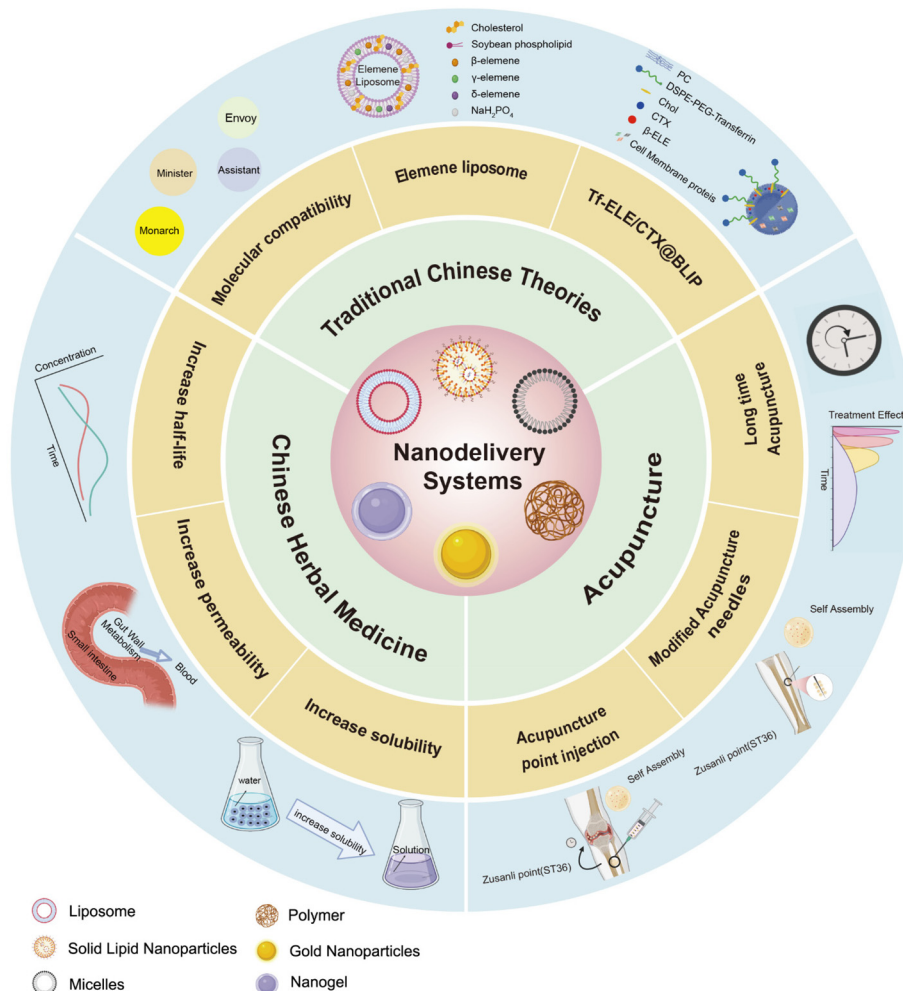 Cholesterol
Soybean phospholipid
β-elemene
γ-elemene
δ-elemene
NaH₂PO₄
Elemene
Liposome
PC
DSPE-PEG-Transferrin
Chol
CTX
β-ELE
Cell Membrane proteis
Envoy
Minister
Assistant
Monarch
Molecular compatibility
Elemene liposome
Tf-ELE/CTX@BLIP
Traditional Chinese Theories
Increase half-life
Increase permeability
Increase solubility
Chinese Herbal Medicine
Nanodelivery
Systems
Acupuncture
Long time
Acupuncture
Modified Acupuncture
needles
Acupuncture
point injection
Concentration
Time
Treatment Effect
Time
Small intestine
Gut Wall
Metabolism
Blood
water
increase solubility
Solution
Self Assembly
Zusanli point(ST36)
Self Assembly
Zusanli point(ST36)
Liposome
Solid Lipid Nanoparticles
Micelles
Polymer
Gold Nanoparticles
Nanogel